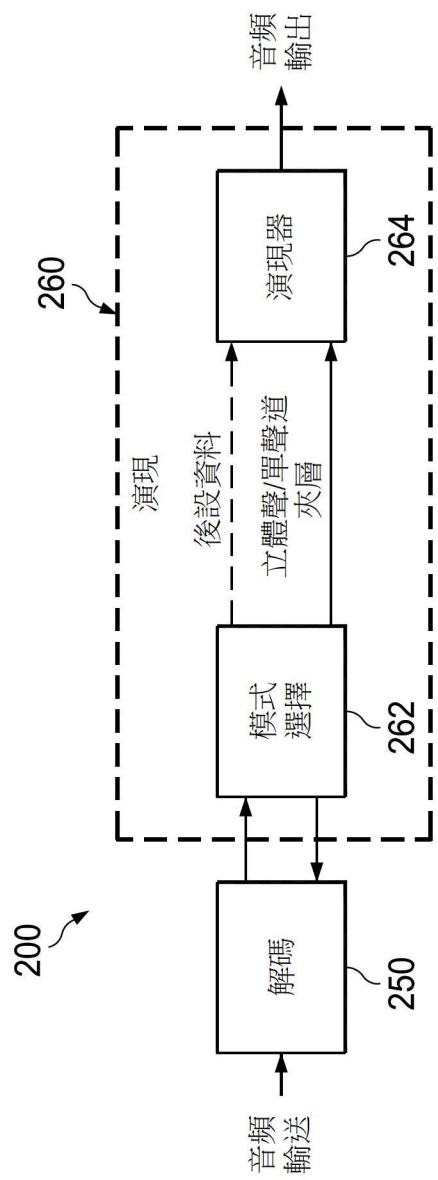 200
260
音頻
輸送
解碼
250
模式
選擇
262
演現
後設資料
立體聲/單聲道
夾層
演現器
264
音頻
輸出